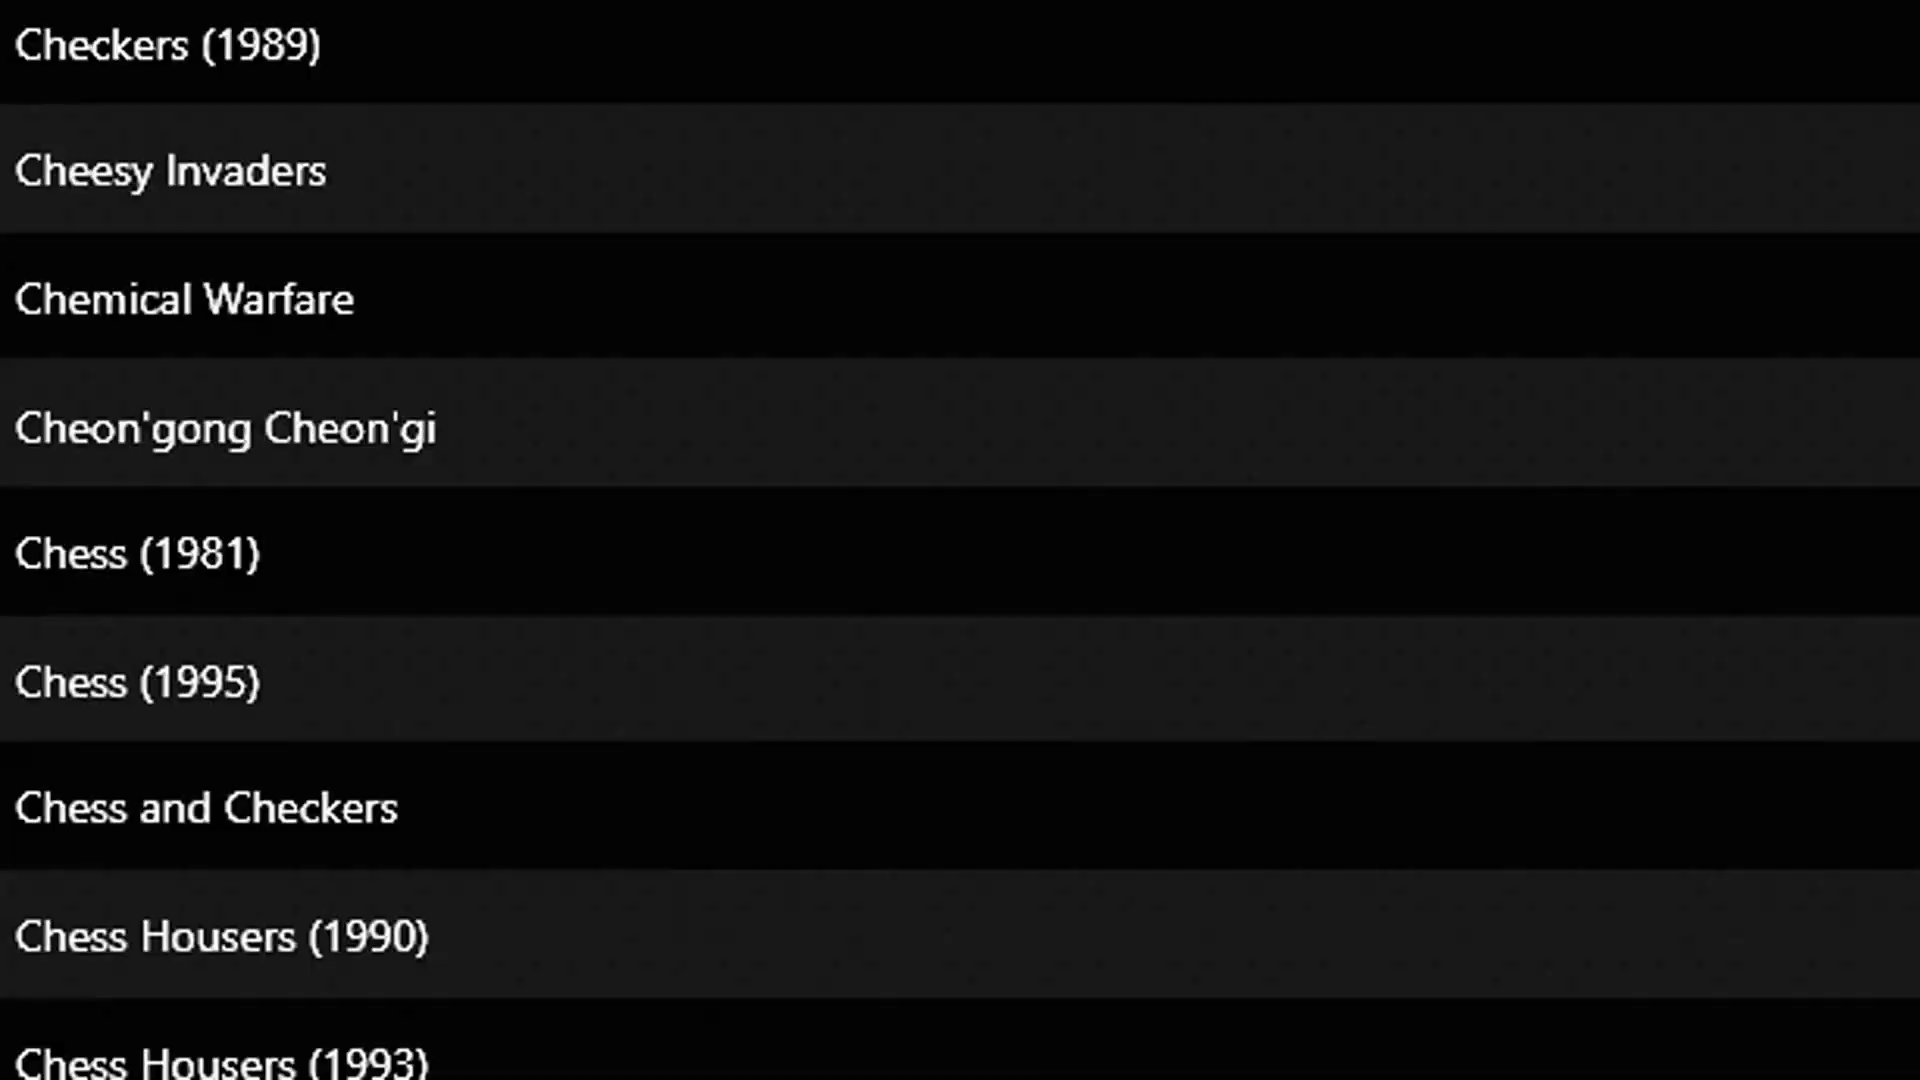 Checkers (1989)
Cheesy Invaders
Chemical Warfare
Cheon'gong Cheon'gi
Chess (1981)
Chess (1995)
Chess and Checkers
Chess Housers (1990)
Chess Housers (1993)